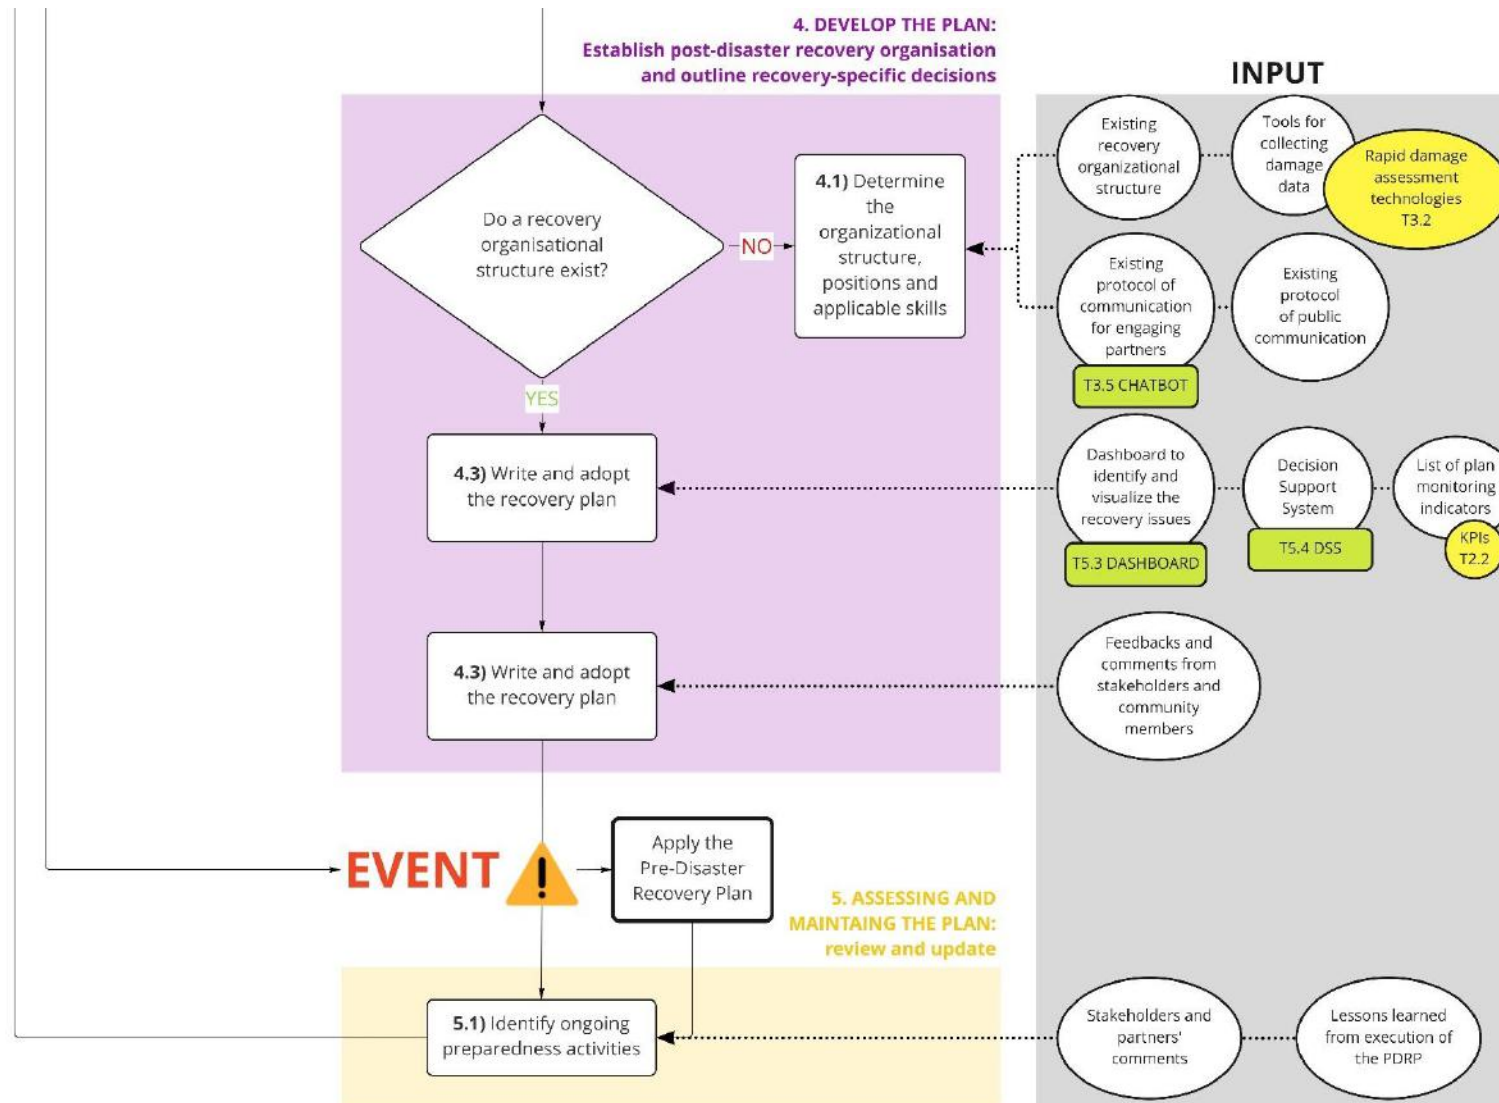 4. DEVELOP THE PLAN:
Establish post-disaster recovery organisation
and outline recovery-specific decisions
INPUT
Do a recovery
organisational
structure exist?
NO
4.1) Determine
the
organizational
structure,
positions and
applicable skills
Existing
recovery
organizational
structure
Tools for
collecting
damage
data
Rapid damage
assessment
technologies
T3.2
Existing
protocol of
communication
for engaging
partners
T3.5 CHATBOT
Existing
protocol
of public
communication
YES
4.3) Write and adopt
the recovery plan
Dashboard to
identify and
visualize the
recovery issues
T5.3 DASHBOARD
Decision
Support
System
T5.4 DSS
List of plan
monitoring
indicators
KPIs
T2.2
4.3) Write and adopt
the recovery plan
Feedbacks and
comments from
stakeholders and
community
members
EVENT
!
Apply the
Pre-Disaster
Recovery Plan
5. ASSESSING AND
MAINTAING THE PLAN:
review and update
5.1) Identify ongoing
preparedness activities
Stakeholders and
partners'
comments
Lessons learned
from execution of
the PDRP